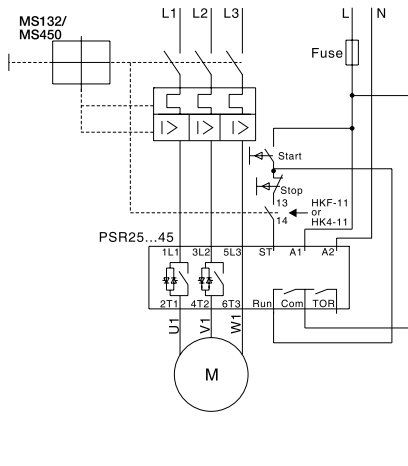 MS132/
MS450
L1 L2 L3 L N
Fuse
I> I> I>
Start
Stop
13
14
HKF-11
or
HK4-11
PSR25...45
1L1 3L2 5L3 ST A1 A2
2T1 4T2 6T3 Run Com TOR
U1 V1 W1
M